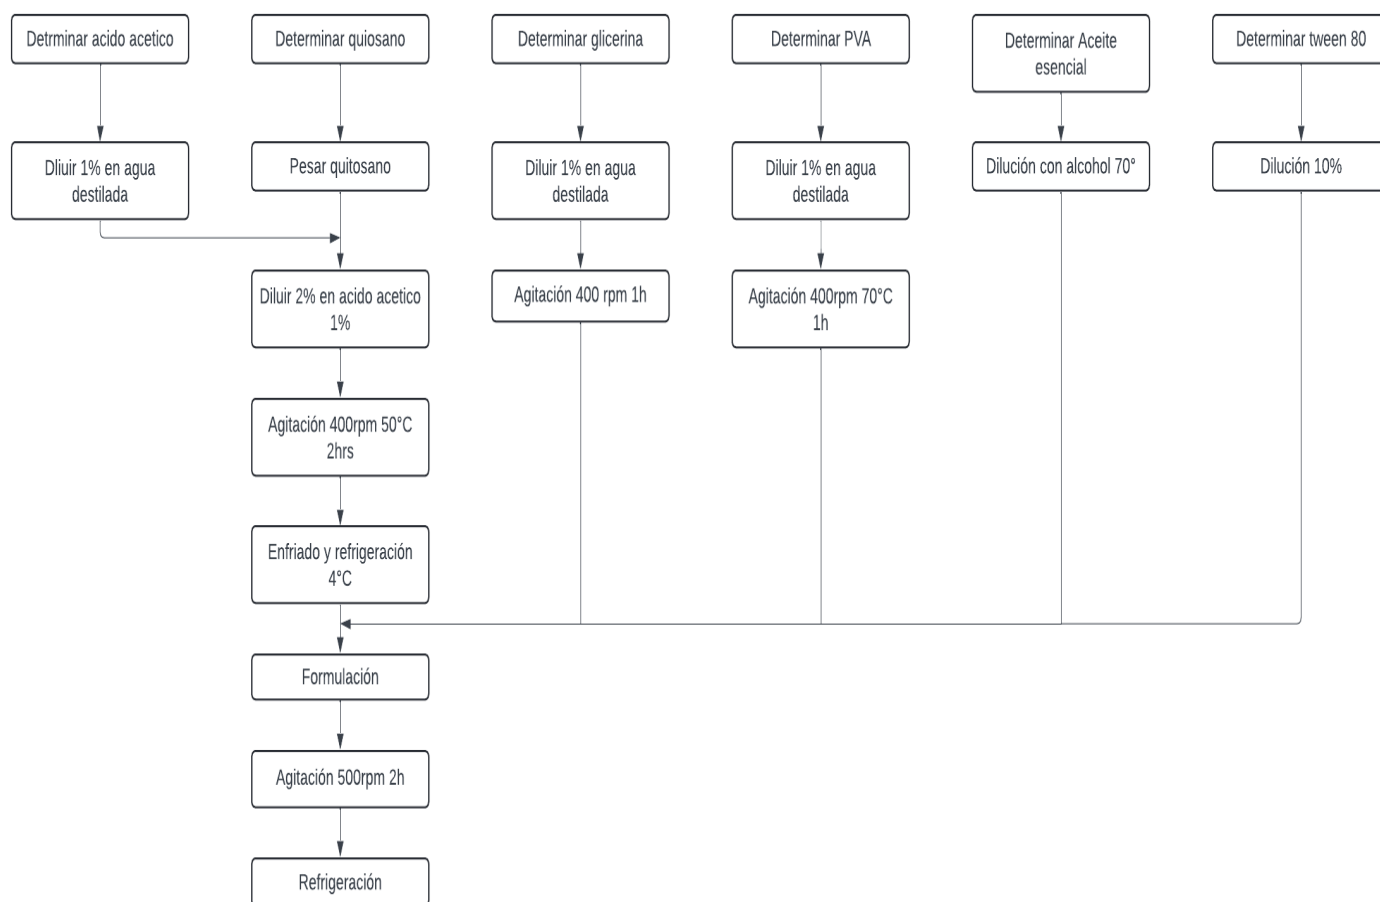 Detrminar acido acetico
Determinar quiosano
Determinar glicerina
Determinar PVA
Determinar Aceite
esencial
Determinar tween 80
Dliuir 1% en agua
destilada
Pesar quitosano
Diluir 1% en agua
destilada
Diluir 1% en agua
destilada
Dilución con alcohol 70°
Dilución 10%
Diluir 2% en acido acetico
1%
Agitación 400 rpm 1h
Agitación 400rpm 70°C
1h
Agitación 400rpm 50°C
2hrs
Enfriado y refrigeración
4°C
Formulación
Agitación 500rpm 2h
Refrigeración